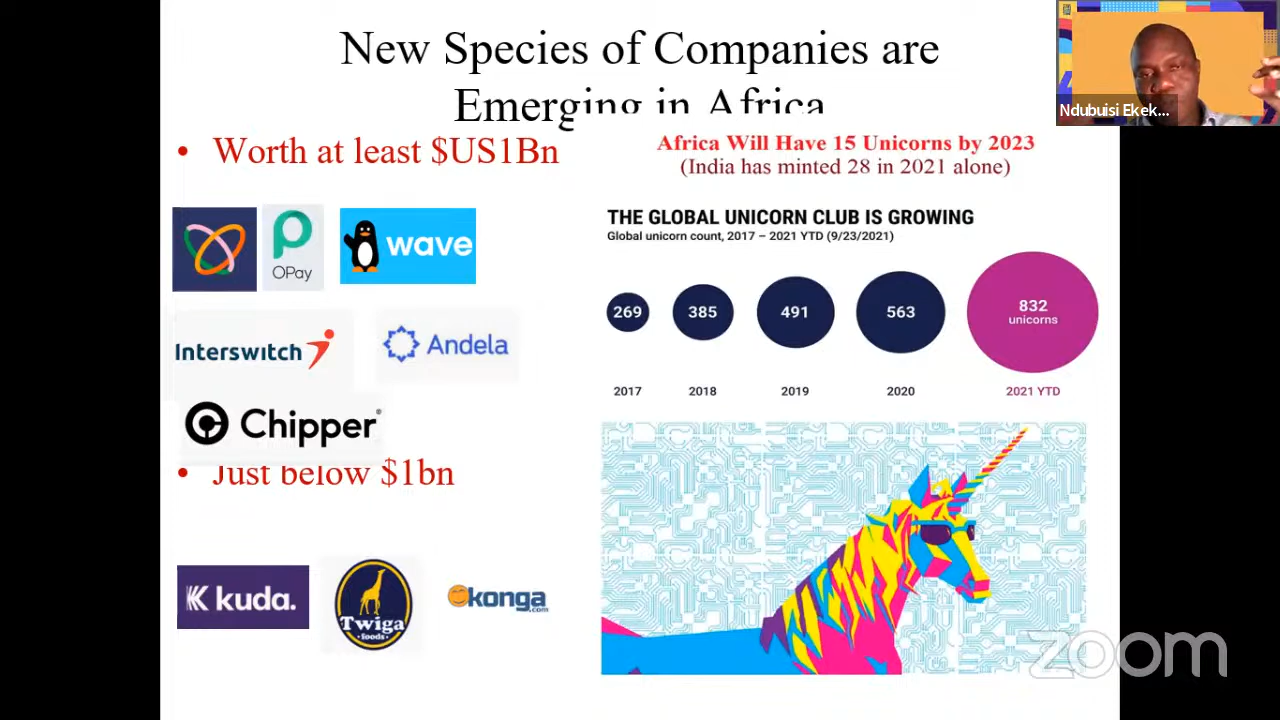 New Species of Companies are
Emerging in Africa
Ndubuisi Ekek...
• Worth at least $US1Bn
OPay
wave
Interswitch
Andela
Chipper®
• Just below $1bn
kuda.
Twiga
• foods •
konga
.com
Africa Will Have 15 Unicorns by 2023
(India has minted 28 in 2021 alone)
THE GLOBAL UNICORN CLUB IS GROWING
Global unicorn count, 2017 – 2021 YTD (9/23/2021)
269
385
491
563
832
unicorns
2017
2018
2019
2020
2021 YTD
zoom